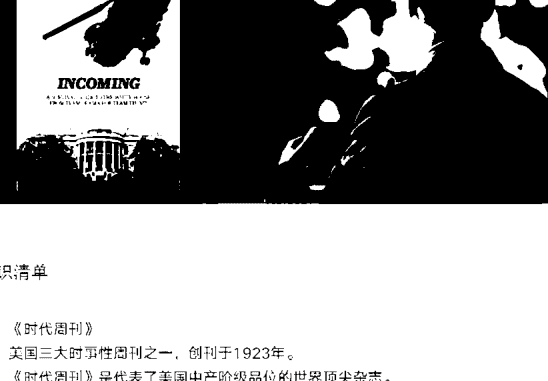 INCOMING
识清单
《时代周刊》
美国三大时事性周刊之一，创刊于1923年。
《时代周刊》是代表了美国中产阶级品位的世界顶尖杂志。